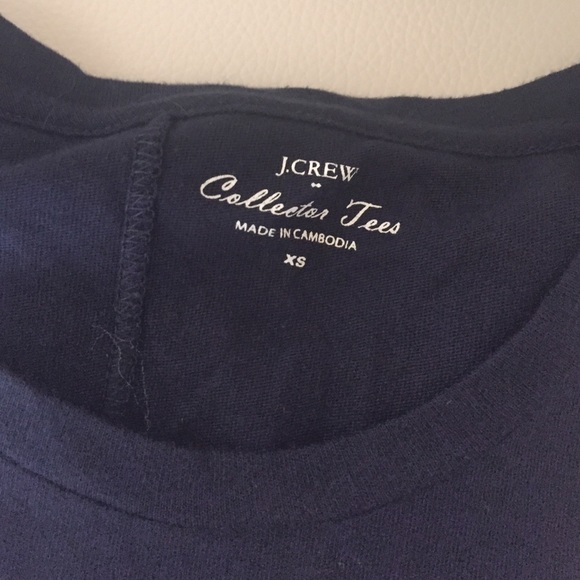 J.CREW
Collector Tees
MADE IN CAMBODIA
XS